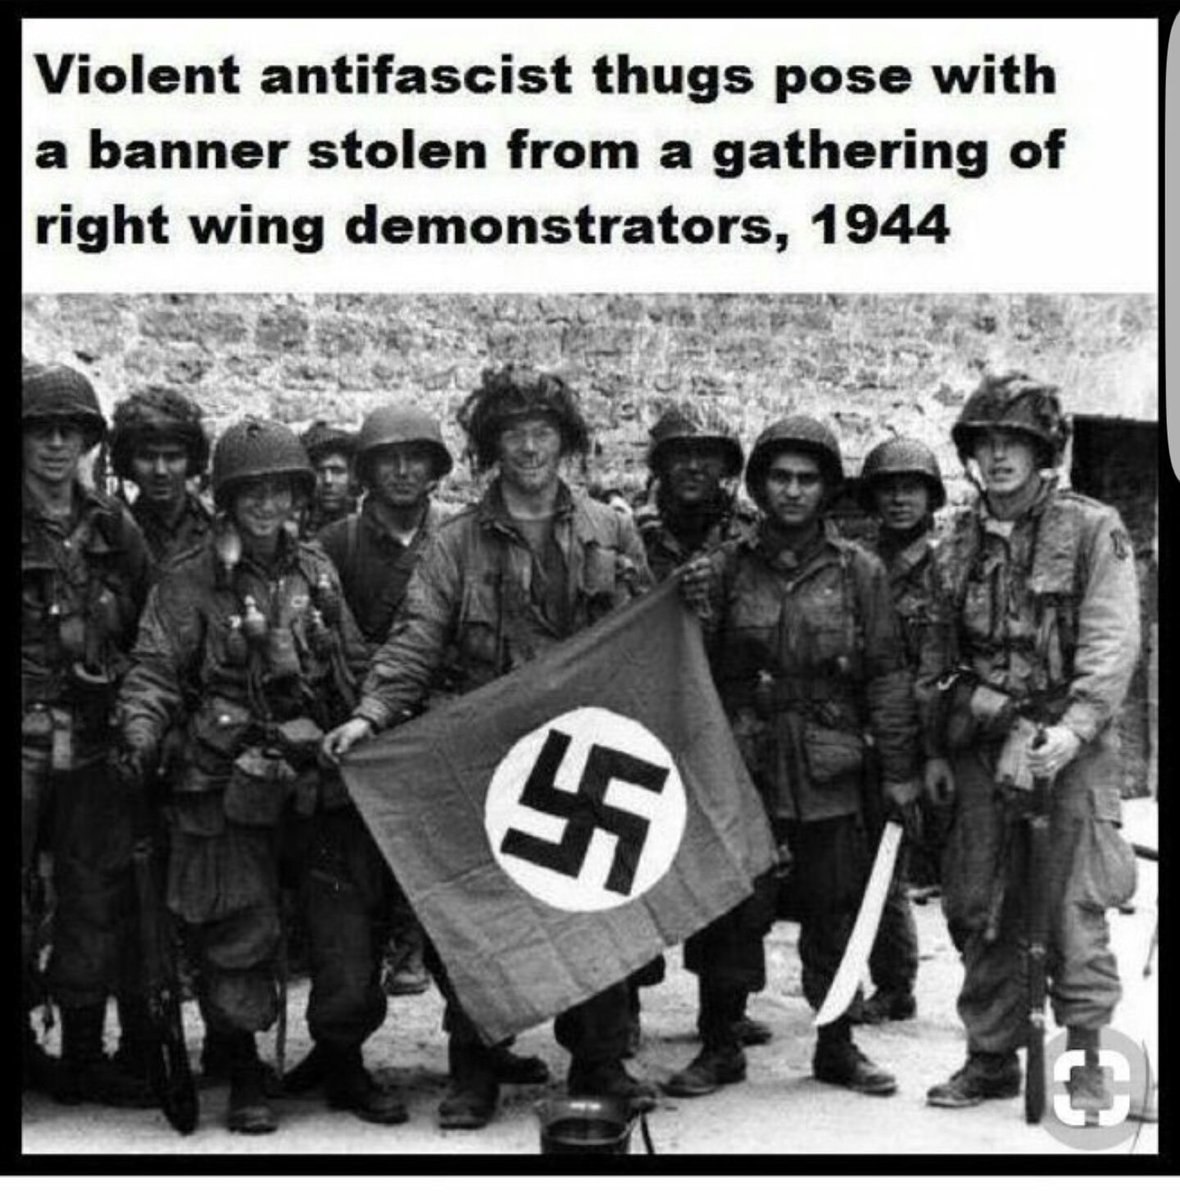 Violent antifascist thugs pose with
a banner stolen from a gathering of
right wing demonstrators, 1944